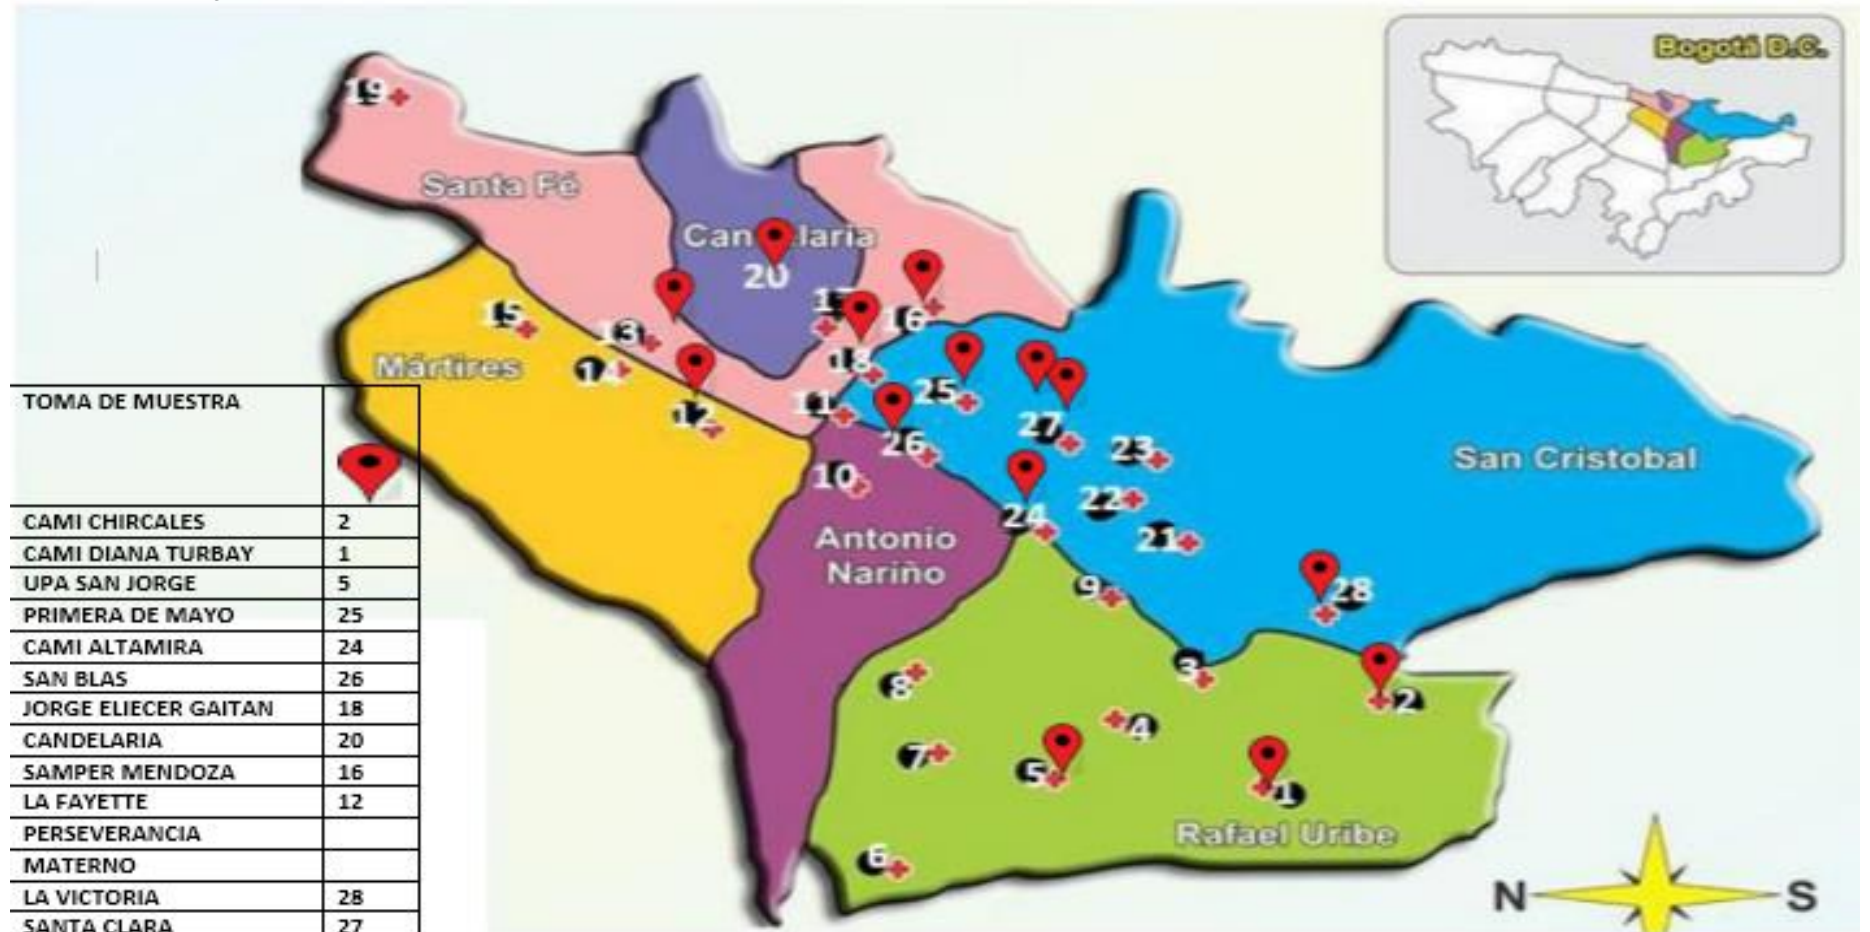 Bogotá D.C.
19
Santa Fé
Can laria
20
17
16
15
13
18
Mártires
14
25
11
12
27
26
23
10
22
San Cristobal
24
Antonio
Nariño
21
9
28
3
8
2
4
7
5
1
Rafael Uribe
6
N
S
TOMA DE MUESTRA
CAMI CHIRCALES 2
CAMI DIANA TURBAY 1
UPA SAN JORGE 5
PRIMERA DE MAYO 25
CAMI ALTAMIRA 24
SAN BLAS 26
JORGE ELIECER GAITAN 18
CANDELARIA 20
SAMPER MENDOZA 16
LA FAYETTE 12
PERSEVERANCIA
MATERNO
LA VICTORIA 28
SANTA CLARA 27